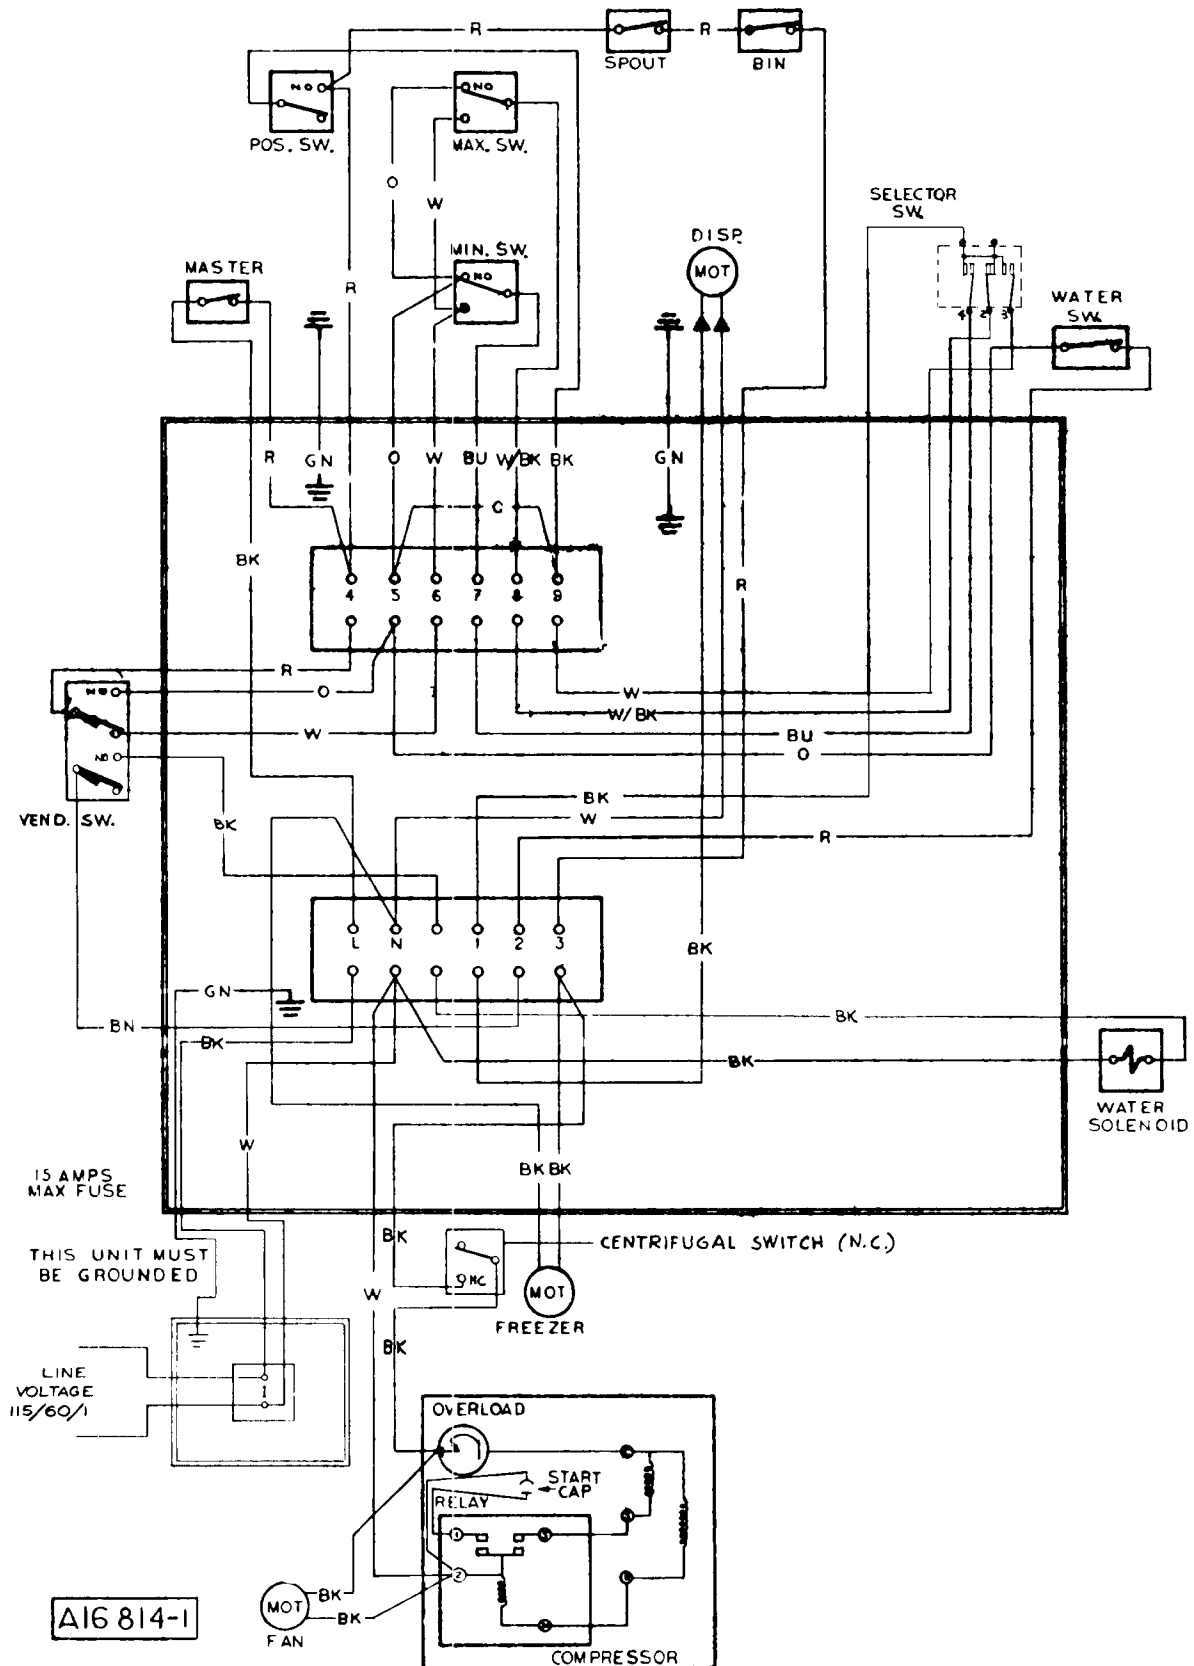 R
R
SPOUT
BIN
NO
POS. SW.
NO
MAX. SW.
O
W
SELECTOR
SW.
DISP.
MOT
MIN. SW.
NO
MASTER
R
WATER
SW.
4 2 3
R
GN
O
W
BU
W/BK
BK
GN
C
BK
R
4 5 6 7 8 9
R
NO
O
W
W/BK
W
BU
O
NO
BK
VEND. SW.
BK
W
R
L N 1 2 3
BK
GN
BK
BN
BK
BK
WATER
SOLENOID
W
BK BK
15 AMPS
MAX FUSE
BK
CENTRIFUGAL SWITCH (N.C.)
THIS UNIT MUST
BE GROUNDED
NC
MOT
W
FREEZER
BK
LINE
VOLTAGE
115/60/1
1
OVERLOAD
START
CAP
RELAY
1
2
MOT
BK
BK
FAN
A16 814-1
COMPRESSOR